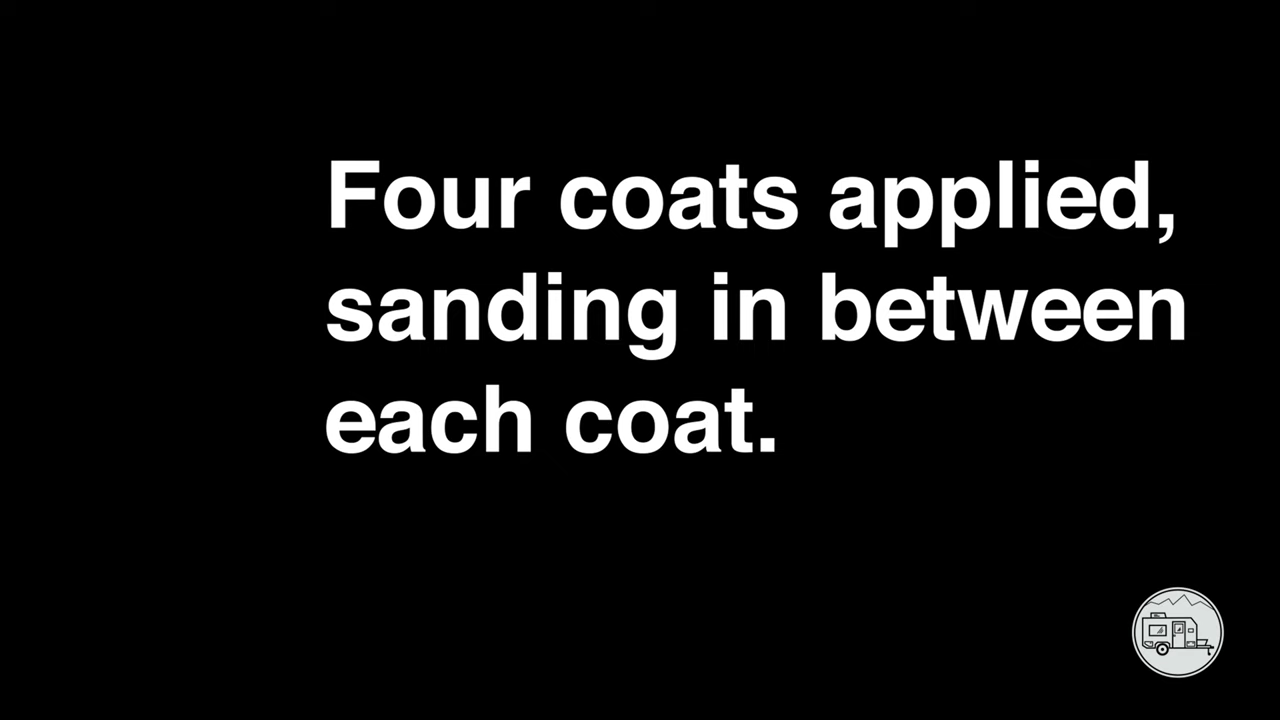 Four coats applied,
sanding in between
each coat.